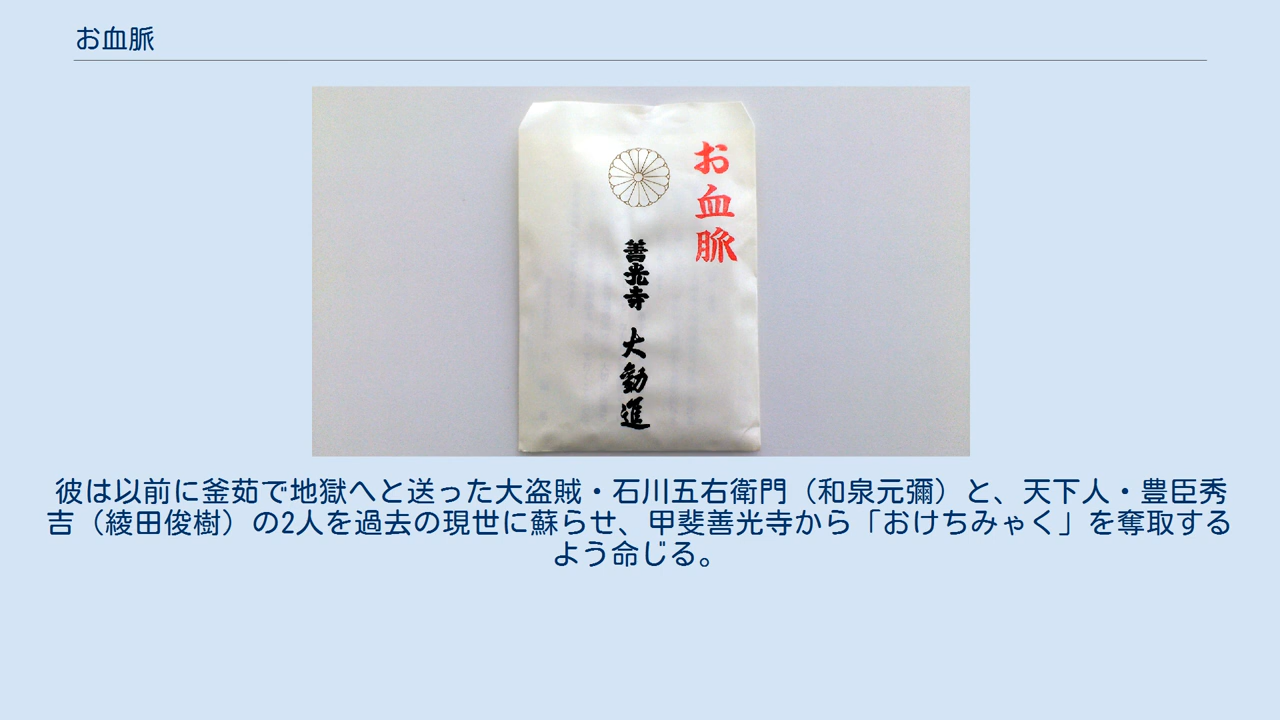 お血脈
お血脈
善光寺 大勧進
彼は以前に釜茹で地獄へと送った大盗賊・石川五右衛門（和泉元彌）と、天下人・豊臣秀
吉（綾田俊樹）の2人を過去の現世に蘇らせ、甲斐善光寺から「おけちみゃく」を奪取する
よう命じる。